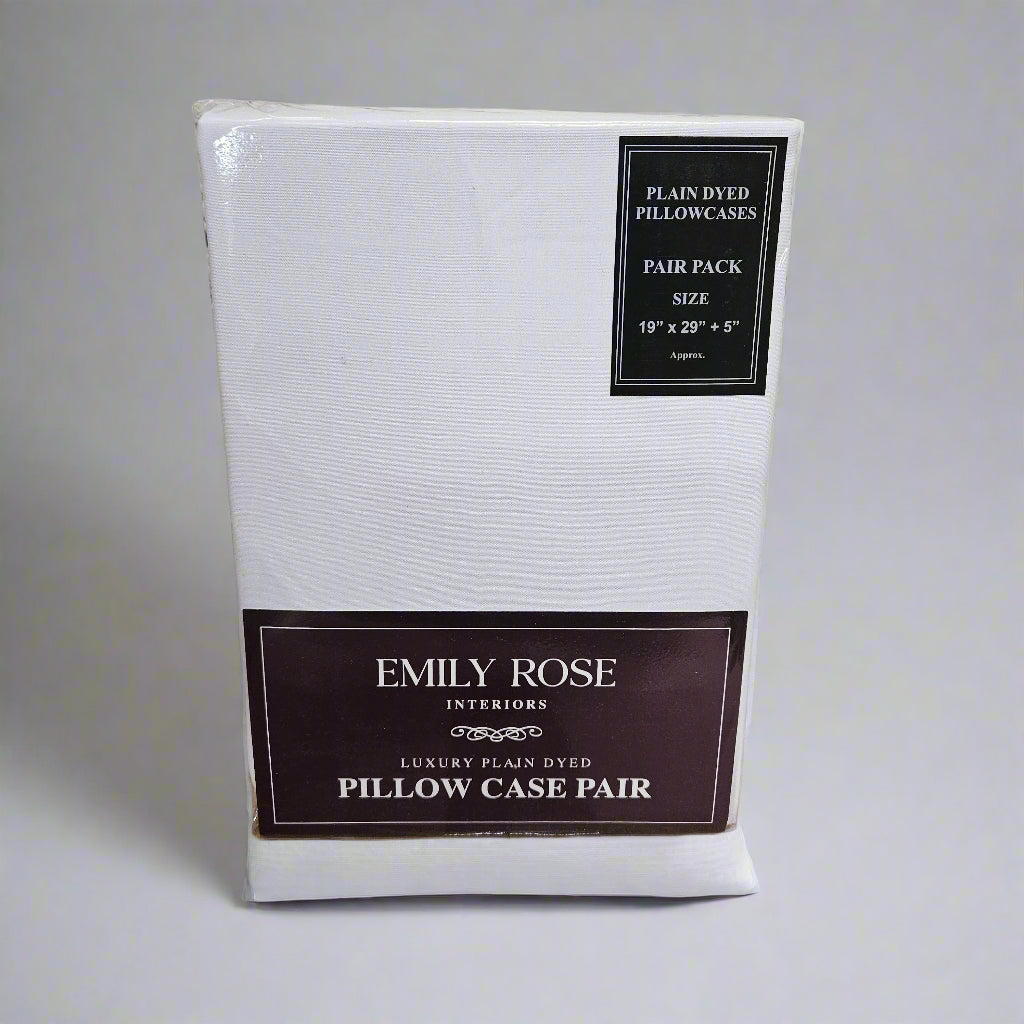 PLAIN DYED
PILLOWCASES
PAIR PACK
SIZE
19” x 29” + 5”
Approx.
EMILY ROSE
INTERIORS
LUXURY PLAIN DYED
PILLOW CASE PAIR